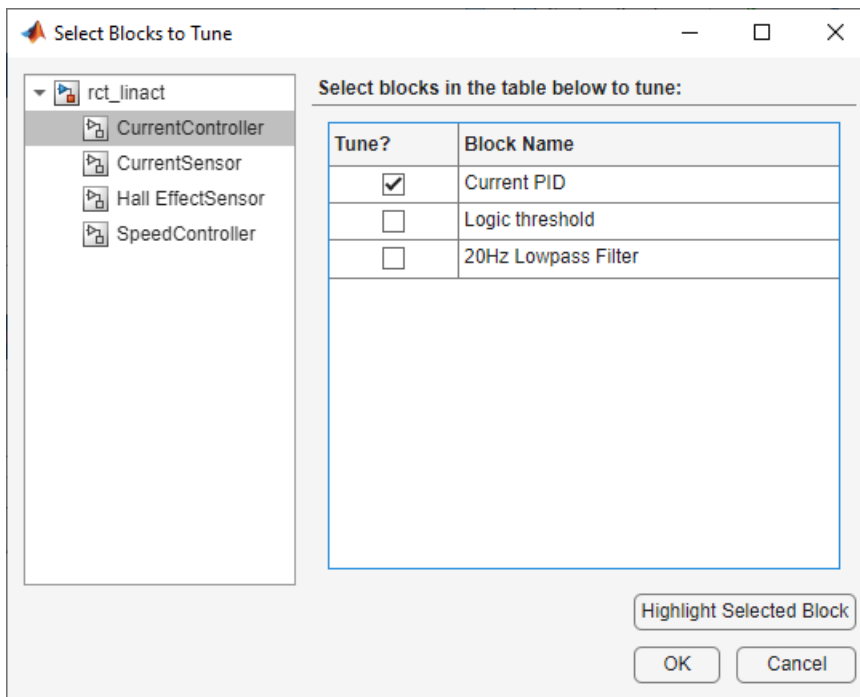 Select Blocks to Tune
rct_linact
CurrentController
CurrentSensor
Hall EffectSensor
SpeedController
Select blocks in the table below to tune:
Tune? Block Name
Current PID
Logic threshold
20Hz Lowpass Filter
Highlight Selected Block
OK Cancel